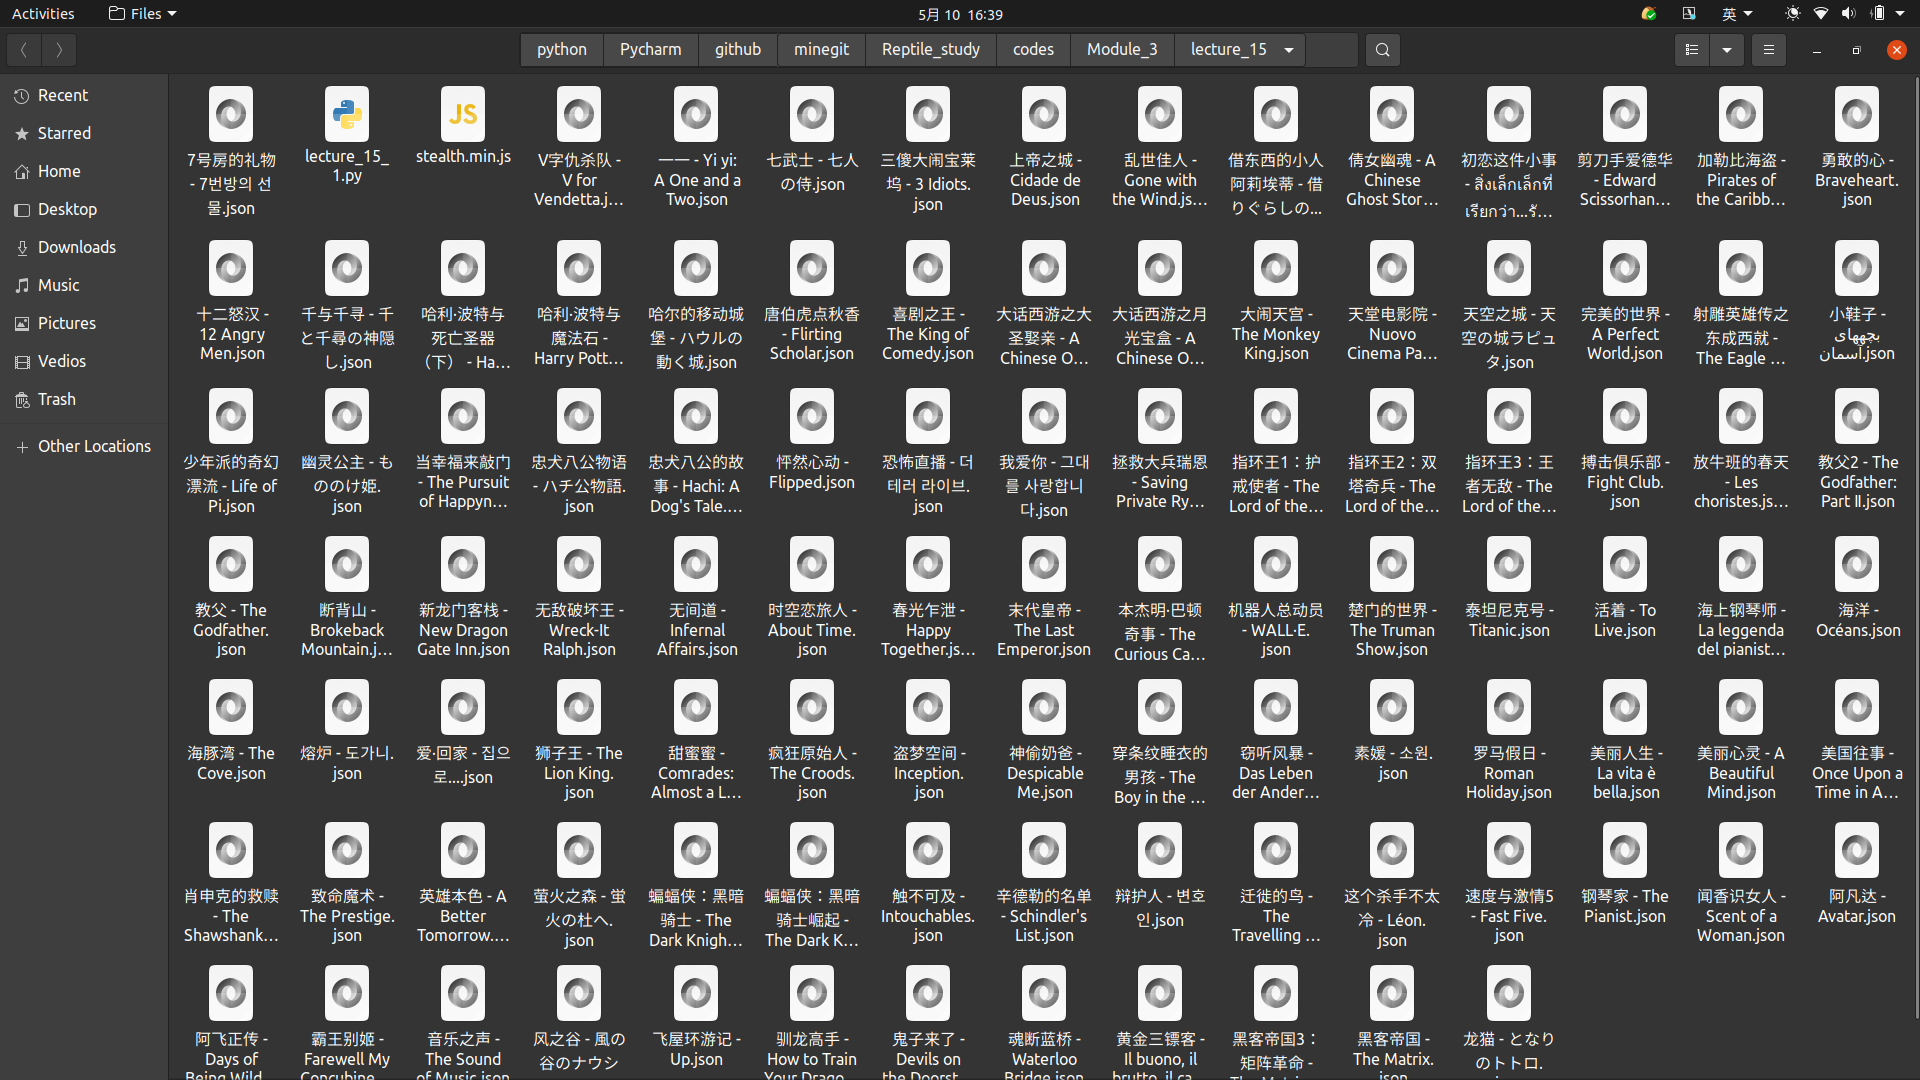 Activities
Files
5月 10 16:39
英
python
Pycharm
github
minegit
Reptile_study
codes
Module_3
lecture_15
Recent
Starred
Home
Desktop
Downloads
Music
Pictures
Vedios
Trash
Other Locations
7号房的礼物
- 7번방의 선
물.json
lecture_15_
1.py
JS
stealth.min.js
V字仇杀队 -
V for
Vendetta.j...
一一 - Yi yi:
A One and a
Two.json
七武士 - 七人
の侍.json
三傻大闹宝莱
坞 - 3 Idiots.
json
上帝之城 -
Cidade de
Deus.json
乱世佳人 -
Gone with
the Wind.js...
借东西的小人
阿莉埃蒂 - 借
りぐらしの...
倩女幽魂 - A
Chinese
Ghost Stor...
初恋这件小事
- สิ่งเล็กเล็กที่
เรียกว่า...รั...
剪刀手爱德华
- Edward
Scissorhan...
加勒比海盗 -
Pirates of
the Caribb...
勇敢的心 -
Braveheart.
json
十二怒汉 -
12 Angry
Men.json
千与千寻 - 千
と千尋の神隠
し.json
哈利·波特与
死亡圣器
（下） - Ha...
哈利·波特与
魔法石 -
Harry Pott...
哈尔的移动城
堡 - ハウルの
動く城.json
唐伯虎点秋香
- Flirting
Scholar.json
喜剧之王 -
The King of
Comedy.json
大话西游之大
圣娶亲 - A
Chinese O...
大话西游之月
光宝盒 - A
Chinese O...
大闹天宫 -
The Monkey
King.json
天堂电影院 -
Nuovo
Cinema Pa...
天空之城 - 天
空の城ラピュ
タ.json
完美的世界 -
A Perfect
World.json
射雕英雄传之
东成西就 -
The Eagle ...
小鞋子 -
بچههای
آسمان.json
少年派的奇幻
漂流 - Life of
Pi.json
幽灵公主 - も
ののけ姫.
json
当幸福来敲门
- The Pursuit
of Happyn...
忠犬八公物语
- ハチ公物語.
json
忠犬八公的故
事 - Hachi: A
Dog's Tale....
怦然心动 -
Flipped.json
恐怖直播 - 더
테러 라이브.
json
我爱你 - 그대
를 사랑합니
다.json
拯救大兵瑞恩
- Saving
Private Ry...
指环王1：护
戒使者 - The
Lord of the...
指环王2：双
塔奇兵 - The
Lord of the...
指环王3：王
者无敌 - The
Lord of the...
搏击俱乐部 -
Fight Club.
json
放牛班的春天
- Les
choristes.js...
教父2 - The
Godfather:
Part Ⅱ.json
教父 - The
Godfather.
json
断背山 -
Brokeback
Mountain.j...
新龙门客栈 -
New Dragon
Gate Inn.json
无敌破坏王 -
Wreck-It
Ralph.json
无间道 -
Infernal
Affairs.json
时空恋旅人 -
About Time.
json
春光乍泄 -
Happy
Together.js...
末代皇帝 -
The Last
Emperor.json
本杰明·巴顿
奇事 - The
Curious Ca...
机器人总动员
- WALL·E.
json
楚门的世界 -
The Truman
Show.json
泰坦尼克号 -
Titanic.json
活着 - To
Live.json
海上钢琴师 -
La leggenda
del pianist...
海洋 -
Océans.json
海豚湾 - The
Cove.json
熔炉 - 도가니.
json
爱·回家 - 집으
로....json
狮子王 - The
Lion King.
json
甜蜜蜜 -
Comrades:
Almost a L...
疯狂原始人 -
The Croods.
json
盗梦空间 -
Inception.
json
神偷奶爸 -
Despicable
Me.json
穿条纹睡衣的
男孩 - The
Boy in the ...
窃听风暴 -
Das Leben
der Ander...
素媛 - 소원.
json
罗马假日 -
Roman
Holiday.json
美丽人生 -
La vita è
bella.json
美丽心灵 - A
Beautiful
Mind.json
美国往事 -
Once Upon a
Time in A...
肖申克的救赎
- The
Shawshank...
致命魔术 -
The Prestige.
json
英雄本色 - A
Better
Tomorrow....
萤火之森 - 蛍
火の杜へ.
json
蝙蝠侠：黑暗
骑士 - The
Dark Knigh...
蝙蝠侠：黑暗
骑士崛起 -
The Dark K...
触不可及 -
Intouchables.
json
辛德勒的名单
- Schindler's
List.json
辩护人 - 변호
인.json
迁徙的鸟 -
The
Travelling ...
这个杀手不太
冷 - Léon.
json
速度与激情5
- Fast Five.
json
钢琴家 - The
Pianist.json
闻香识女人 -
Scent of a
Woman.json
阿凡达 -
Avatar.json
阿飞正传 -
Days of
Being Wild.
霸王别姬 -
Farewell My
Concubine...
音乐之声 -
The Sound
of Music.json
风之谷 - 風の
谷のナウシ
飞屋环游记 -
Up.json
驯龙高手 -
How to Train
Your Drago...
鬼子来了 -
Devils on
the Doorst...
魂断蓝桥 -
Waterloo
Bridge.json
黄金三镖客 -
Il buono, il
brutto, il ca...
黑客帝国3：
矩阵革命 -
The Matrix...
黑客帝国 -
The Matrix.
json
龙猫 - となり
のトトロ.